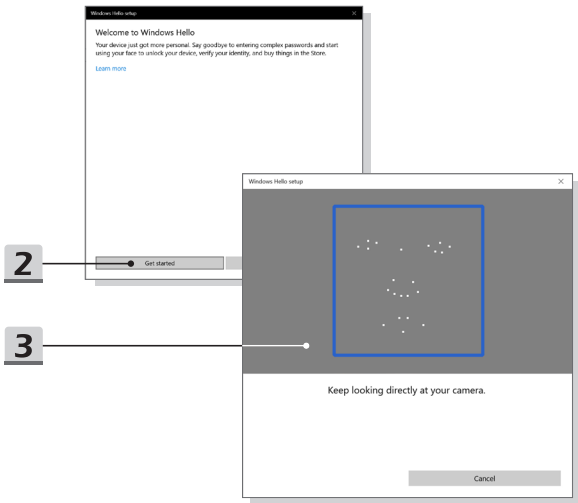 Windows Hello setup
Welcome to Windows Hello
Your device just got more personal. Say goodbye to entering complex passwords and start
using your face to unlock your device, verify your identity, and buy things in the Store.
Learn more
2
Get started
Windows Hello setup
3
Keep looking directly at your camera.
Cancel